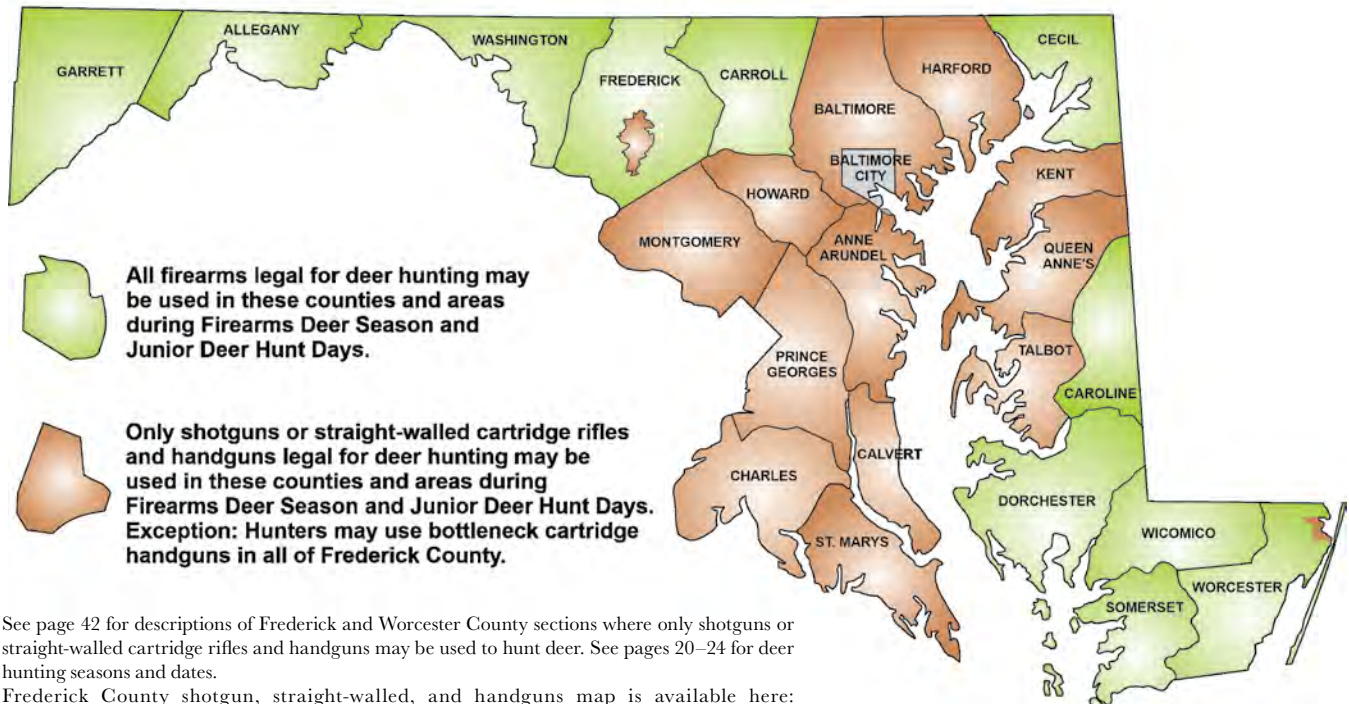 GARRETT
ALLEGANY
WASHINGTON
FREDERICK
CARROLL
BALTIMORE
HARFORD
CECIL
BALTIMORE
CITY
HOWARD
MONTGOMERY
ANNE
ARUNDEL
KENT
QUEEN
ANNE'S
TALBOT
CAROLINE
PRINCE
GEORGES
CALVERT
CHARLES
ST. MARYS
DORCHESTER
WICOMICO
SOMERSET
WORCESTER
All firearms legal for deer hunting may
be used in these counties and areas
during Firearms Deer Season and
Junior Deer Hunt Days.
Only shotguns or straight-walled cartridge rifles
and handguns legal for deer hunting may be
used in these counties and areas during
Firearms Deer Season and Junior Deer Hunt Days.
Exception: Hunters may use bottleneck cartridge
handguns in all of Frederick County.
See page 42 for descriptions of Frederick and Worcester County sections where only shotguns or
straight-walled cartridge rifles and handguns may be used to hunt deer. See pages 20–24 for deer
hunting seasons and dates.
Frederick County shotgun, straight-walled, and handguns map is available here: